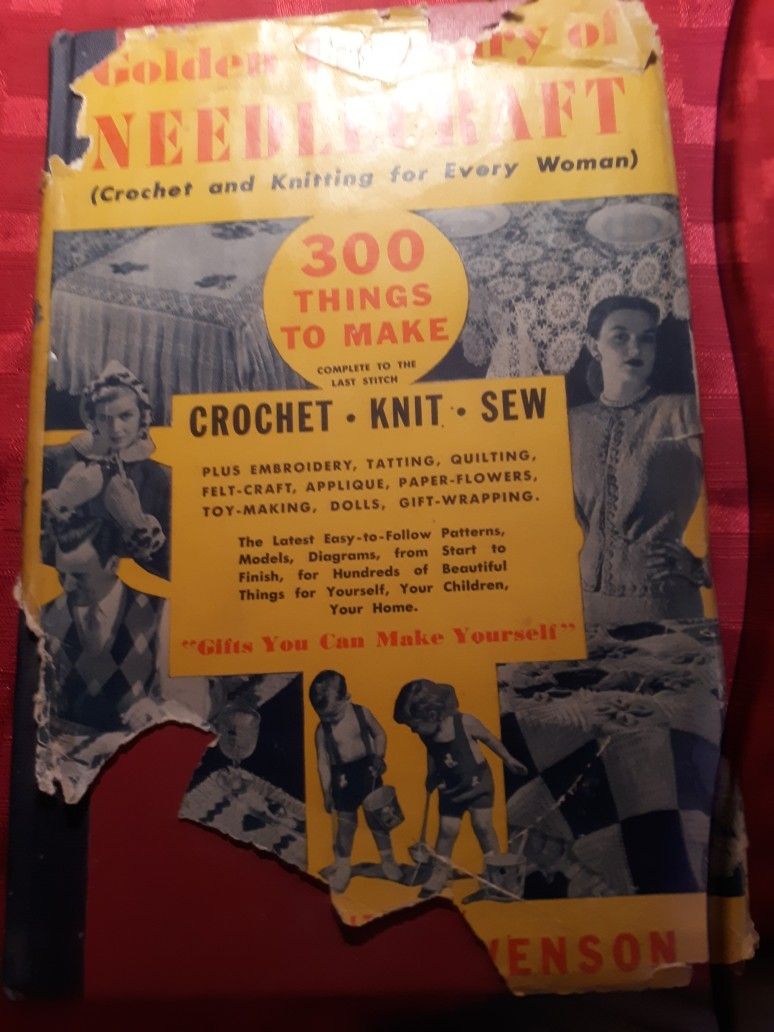 Golden of
NEEDLECRAFT
(Crochet and Knitting for Every Woman)
300
THINGS
TO MAKE
COMPLETE TO THE
LAST STITCH
CROCHET • KNIT • SEW
PLUS EMBROIDERY, TATTING, QUILTING,
FELT-CRAFT, APPLIQUE, PAPER-FLOWERS,
TOY-MAKING, DOLLS, GIFT-WRAPPING.
The Latest Easy-to-Follow Patterns,
Models, Diagrams, from Start to
Finish, for Hundreds of Beautiful
Things for Yourself, Your Children,
Your Home.
"Gifts You Can Make Yourself"
VENSON